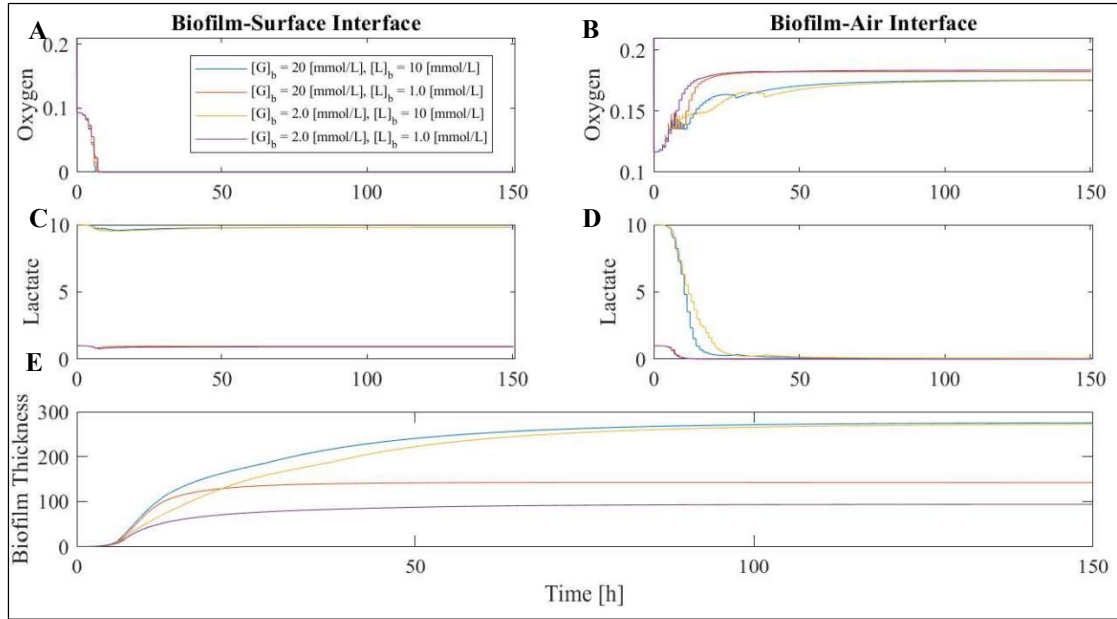 A Biofilm-Surface Interface
B Biofilm-Air Interface
Oxygen
0.2
0.1
0
0 50 100 150
[G]b = 20 [mmol/L], [L]b = 10 [mmol/L]
[G]b = 20 [mmol/L], [L]b = 1.0 [mmol/L]
[G]b = 2.0 [mmol/L], [L]b = 10 [mmol/L]
[G]b = 2.0 [mmol/L], [L]b = 1.0 [mmol/L]
Oxygen
0.2
0.15
0.1
0 50 100 150
C
Lactate
10
5
0
0 50 100 150
D
Lactate
10
5
0
0 50 100 150
E
Biofilm Thickness
300
200
100
0
0 50 100 150
Time [h]